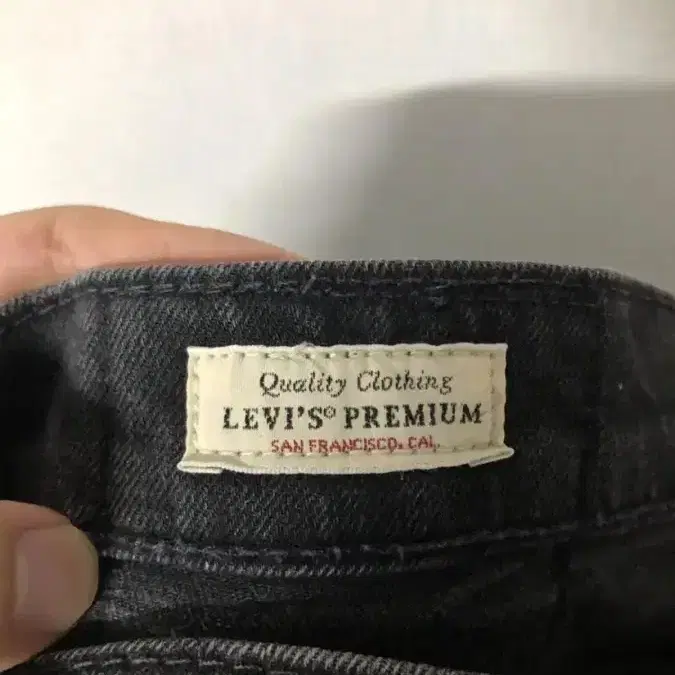 Quality Clothing
LEVI'S® PREMIUM
SAN FRANCISCO, CAL.